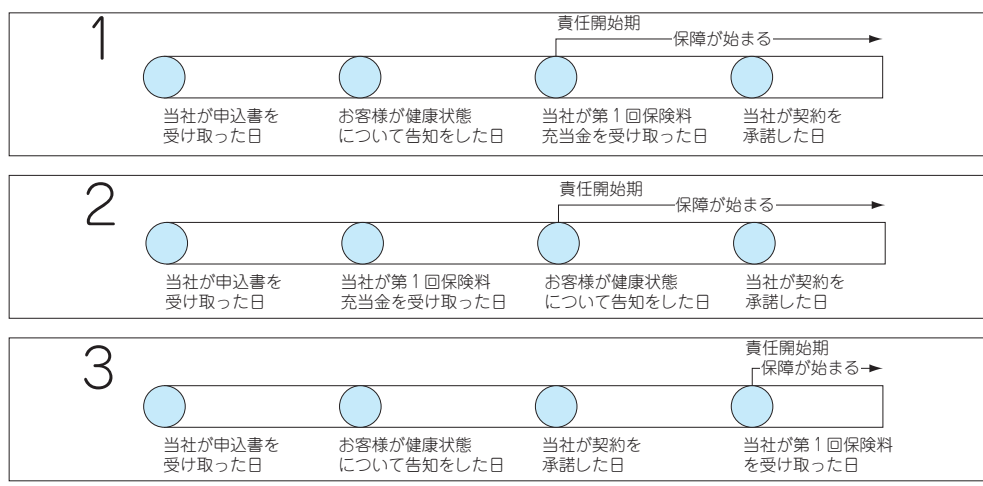 1
責任開始期
保障が始まる
当社が申込書を
受け取った日
お客様が健康状態
について告知をした日
当社が第1回保険料
充当金を受け取った日
当社が契約を
承諾した日
2
責任開始期
保障が始まる
当社が申込書を
受け取った日
当社が第1回保険料
充当金を受け取った日
お客様が健康状態
について告知をした日
当社が契約を
承諾した日
3
責任開始期
保障が始まる
当社が申込書を
受け取った日
お客様が健康状態
について告知をした日
当社が契約を
承諾した日
当社が第1回保険料
を受け取った日